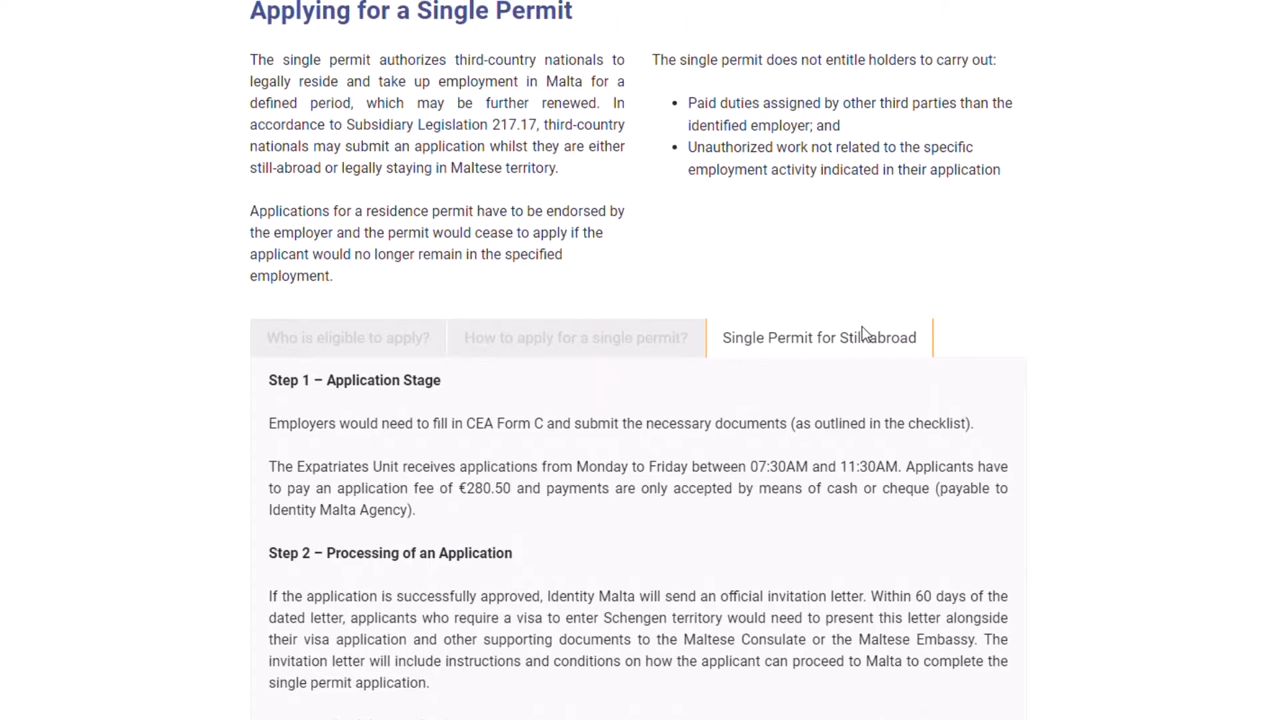 Applying for a Single Permit
The single permit authorizes third-country nationals to
legally reside and take up employment in Malta for a
defined period, which may be further renewed. In
accordance to Subsidiary Legislation 217.17, third-country
nationals may submit an application whilst they are either
still-abroad or legally staying in Maltese territory.
Applications for a residence permit have to be endorsed by
the employer and the permit would cease to apply if the
applicant would no longer remain in the specified
employment.
The single permit does not entitle holders to carry out:
• Paid duties assigned by other third parties than the
identified employer; and
• Unauthorized work not related to the specific
employment activity indicated in their application
Who is eligible to apply?
How to apply for a single permit?
Single Permit for Still-abroad
Step 1 – Application Stage
Employers would need to fill in CEA Form C and submit the necessary documents (as outlined in the checklist).
The Expatriates Unit receives applications from Monday to Friday between 07:30AM and 11:30AM. Applicants have
to pay an application fee of €280.50 and payments are only accepted by means of cash or cheque (payable to
Identity Malta Agency).
Step 2 – Processing of an Application
If the application is successfully approved, Identity Malta will send an official invitation letter. Within 60 days of the
dated letter, applicants who require a visa to enter Schengen territory would need to present this letter alongside
their visa application and other supporting documents to the Maltese Consulate or the Maltese Embassy. The
invitation letter will include instructions and conditions on how the applicant can proceed to Malta to complete the
single permit application.